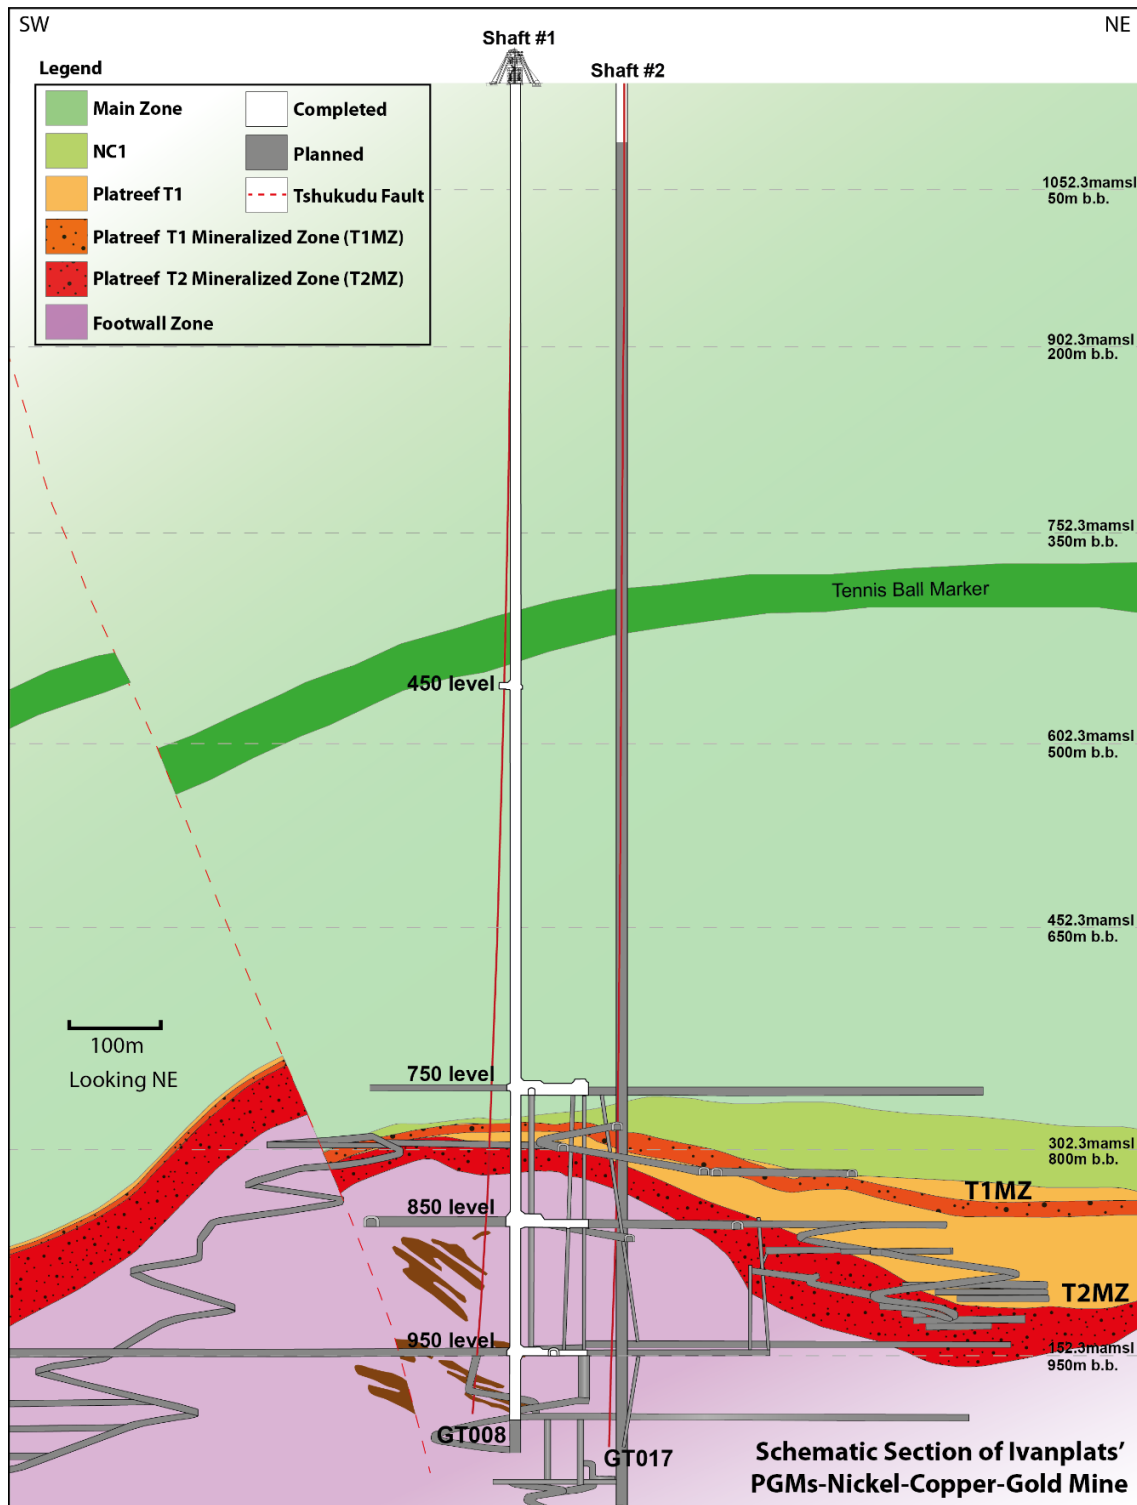 SW
NE
Shaft #1
Shaft #2
Legend
Main Zone
Completed
NC1
Planned
Platreef T1
Tshukudu Fault
Platreef T1 Mineralized Zone (T1MZ)
Platreef T2 Mineralized Zone (T2MZ)
Footwall Zone
1052.3mamsl
50m b.b.
902.3mamsl
200m b.b.
752.3mamsl
350m b.b.
Tennis Ball Marker
450 level
602.3mamsl
500m b.b.
452.3mamsl
650m b.b.
100m
Looking NE
750 level
302.3mamsl
800m b.b.
T1MZ
850 level
T2MZ
950 level
152.3mamsl
950m b.b.
GT008
GT017
Schematic Section of Ivanplats’
PGMs-Nickel-Copper-Gold Mine